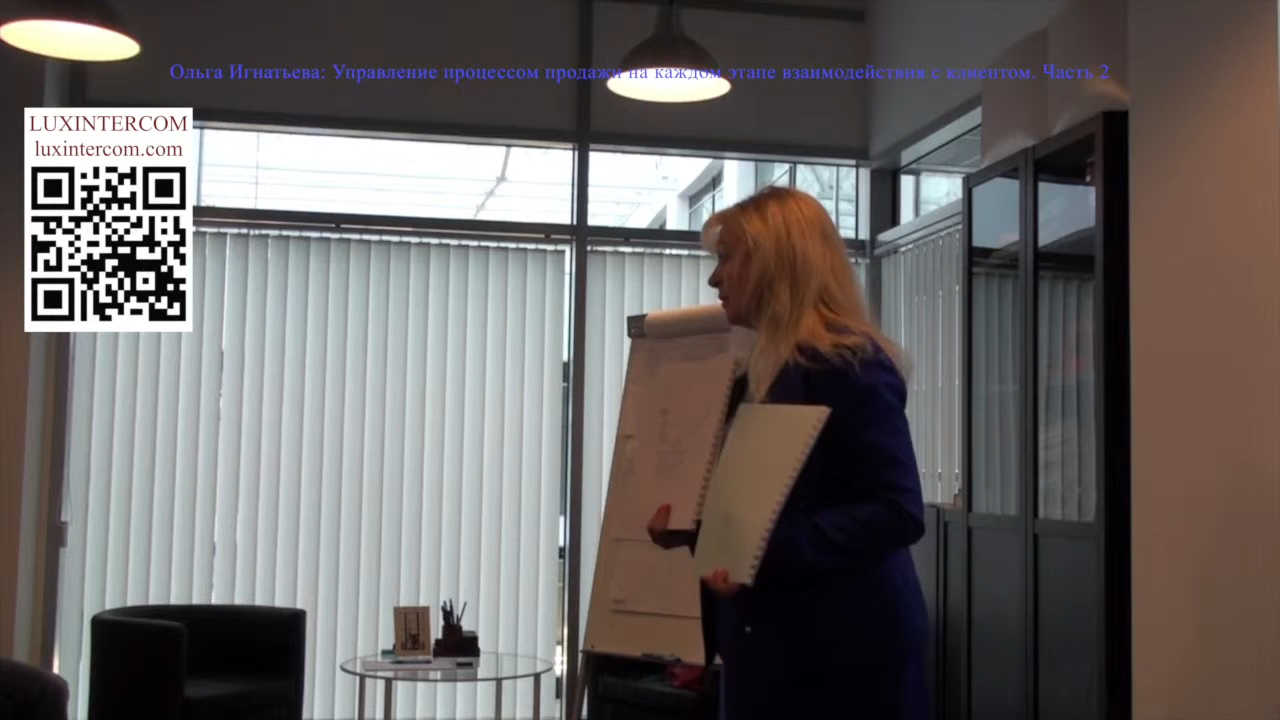 Ольга Игнатьева: Управление процессом продажи на каждом этапе взаимодействия с клиентом. Часть 2
LUXINTERCOM
luxintercom.com